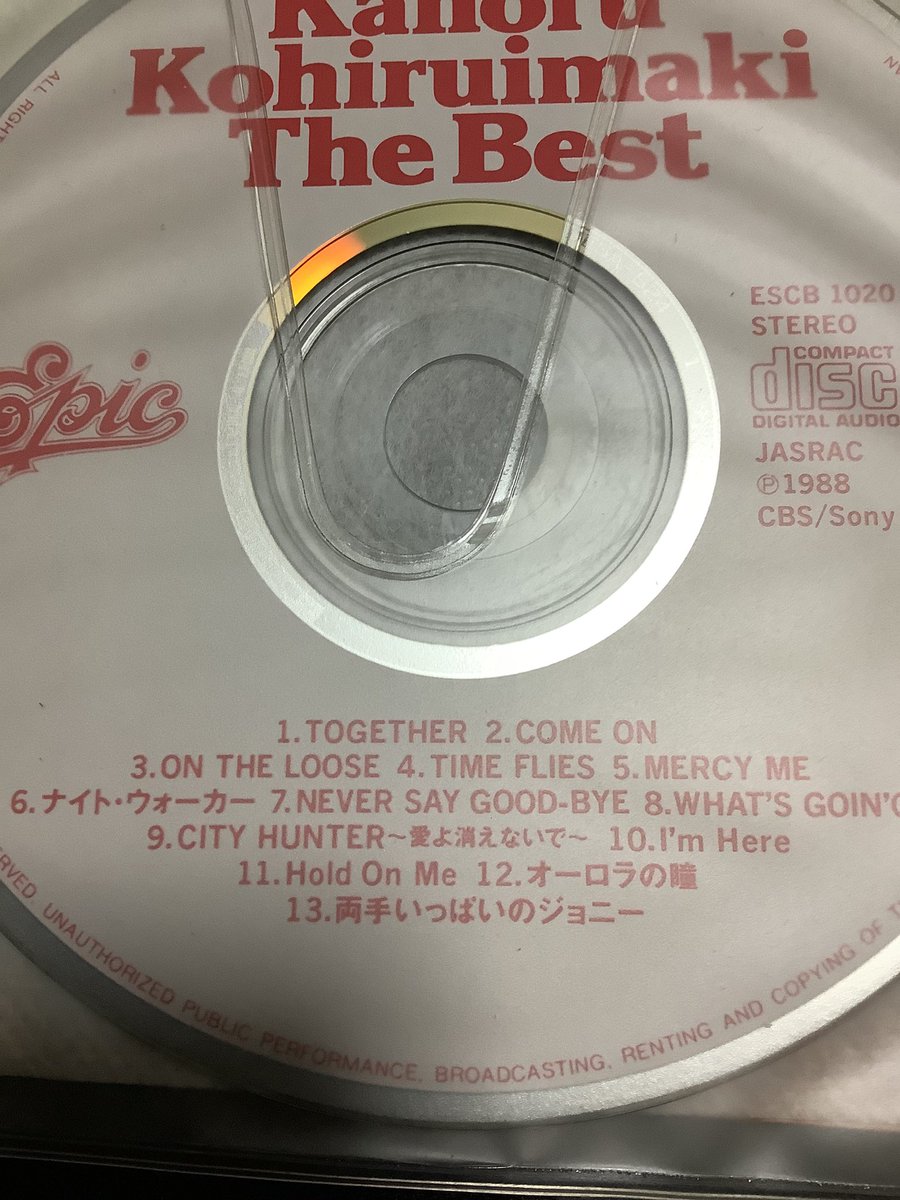 Kahoru
Kohiruimaki
The Best
ALL RIGHT
Epic
ESCB 1020
STEREO
COMPACT
disc
DIGITAL AUDIO
JASRAC
Ⓟ1988
CBS/Sony
1.TOGETHER 2.COME ON
3.ON THE LOOSE 4.TIME FLIES 5.MERCY ME
6.ナイト・ウォーカー 7.NEVER SAY GOOD-BYE 8.WHAT'S GOIN'
9.CITY HUNTER～愛よ消えないで～ 10.I'm Here
11.Hold On Me 12.オーロラの瞳
13.両手いっぱいのジョニー
UNAUTHORIZED PUBLIC PERFORMANCE. BROADCASTING. RENTING AND COPYING OF